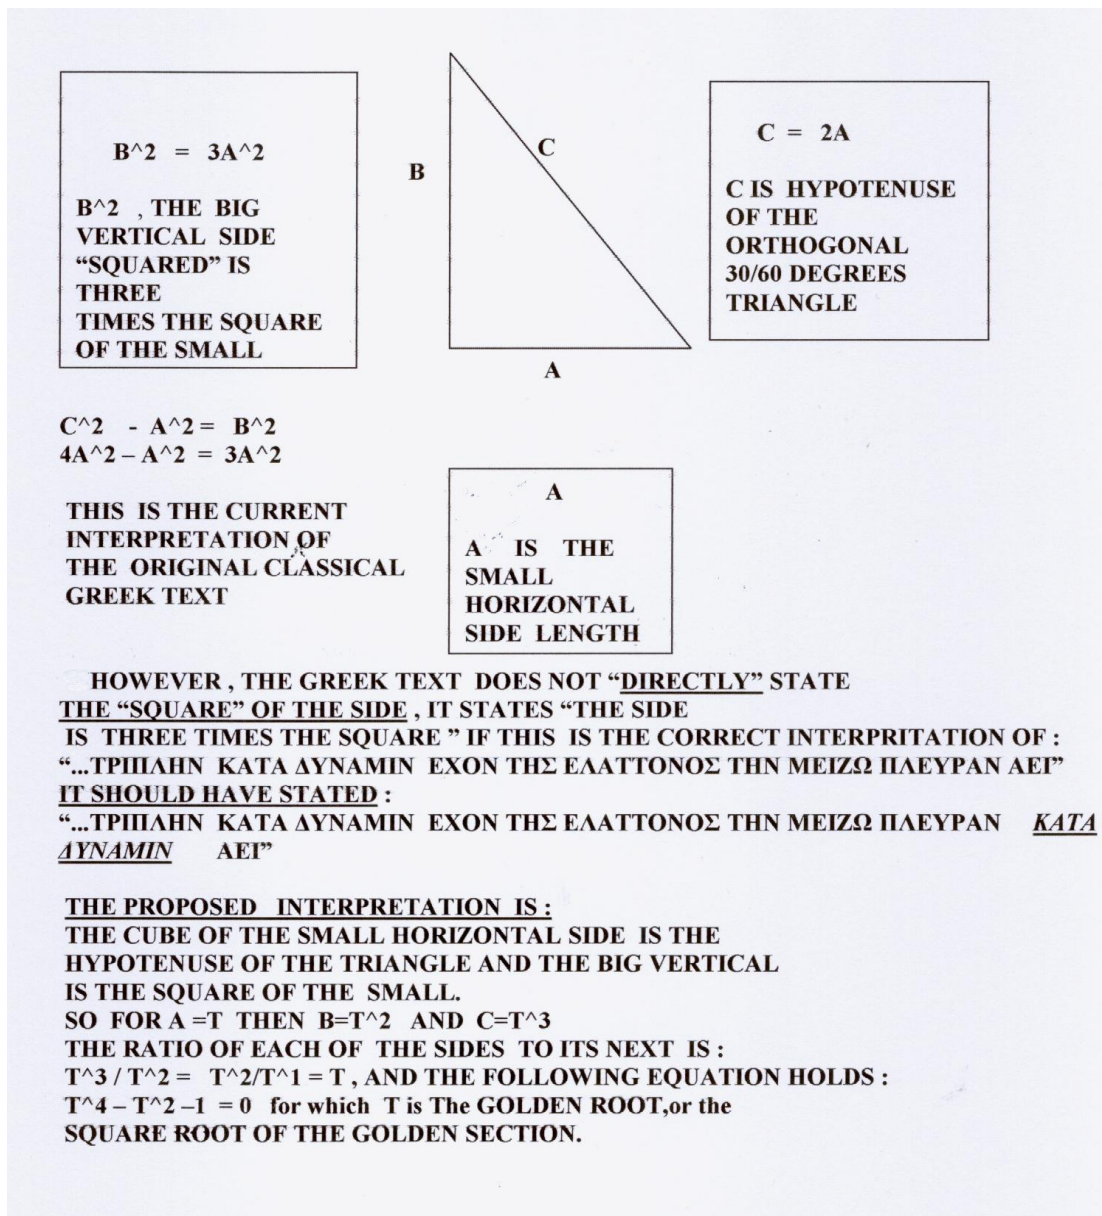 B^2 = 3A^2
B^2 , THE BIG
VERTICAL SIDE
“SQUARED” IS
THREE
TIMES THE SQUARE
OF THE SMALL
B
C
A
C = 2A
C IS HYPOTENUSE
OF THE
ORTHOGONAL
30/60 DEGREES
TRIANGLE
C^2 - A^2 = B^2
4A^2 – A^2 = 3A^2
THIS IS THE CURRENT
INTERPRETATION OF
THE ORIGINAL CLASSICAL
GREEK TEXT
A
A IS THE
SMALL
HORIZONTAL
SIDE LENGTH
HOWEVER , THE GREEK TEXT DOES NOT “DIRECTLY” STATE
THE “SQUARE” OF THE SIDE , IT STATES “THE SIDE
IS THREE TIMES THE SQUARE ” IF THIS IS THE CORRECT INTERPRITATION OF :
“...ΤΡΙΠΛΗΝ ΚΑΤΑ ΔΥΝΑΜΙΝ ΕΧΟΝ ΤΗΣ ΕΛΑΤΤΟΝΟΣ ΤΗΝ ΜΕΙΖΩ ΠΛΕΥΡΑΝ ΑΕΙ”
IT SHOULD HAVE STATED :
“...ΤΡΙΠΛΗΝ ΚΑΤΑ ΔΥΝΑΜΙΝ ΕΧΟΝ ΤΗΣ ΕΛΑΤΤΟΝΟΣ ΤΗΝ ΜΕΙΖΩ ΠΛΕΥΡΑΝ ΚΑΤΑ
ΔΥΝΑΜΙΝ ΑΕΙ”
THE PROPOSED INTERPRETATION IS :
THE CUBE OF THE SMALL HORIZONTAL SIDE IS THE
HYPOTENUSE OF THE TRIANGLE AND THE BIG VERTICAL
IS THE SQUARE OF THE SMALL.
SO FOR A =T THEN B=T^2 AND C=T^3
THE RATIO OF EACH OF THE SIDES TO ITS NEXT IS :
T^3 / T^2 = T^2/T^1 = T , AND THE FOLLOWING EQUATION HOLDS :
T^4 – T^2 –1 = 0 for which T is The GOLDEN ROOT,or the
SQUARE ROOT OF THE GOLDEN SECTION.